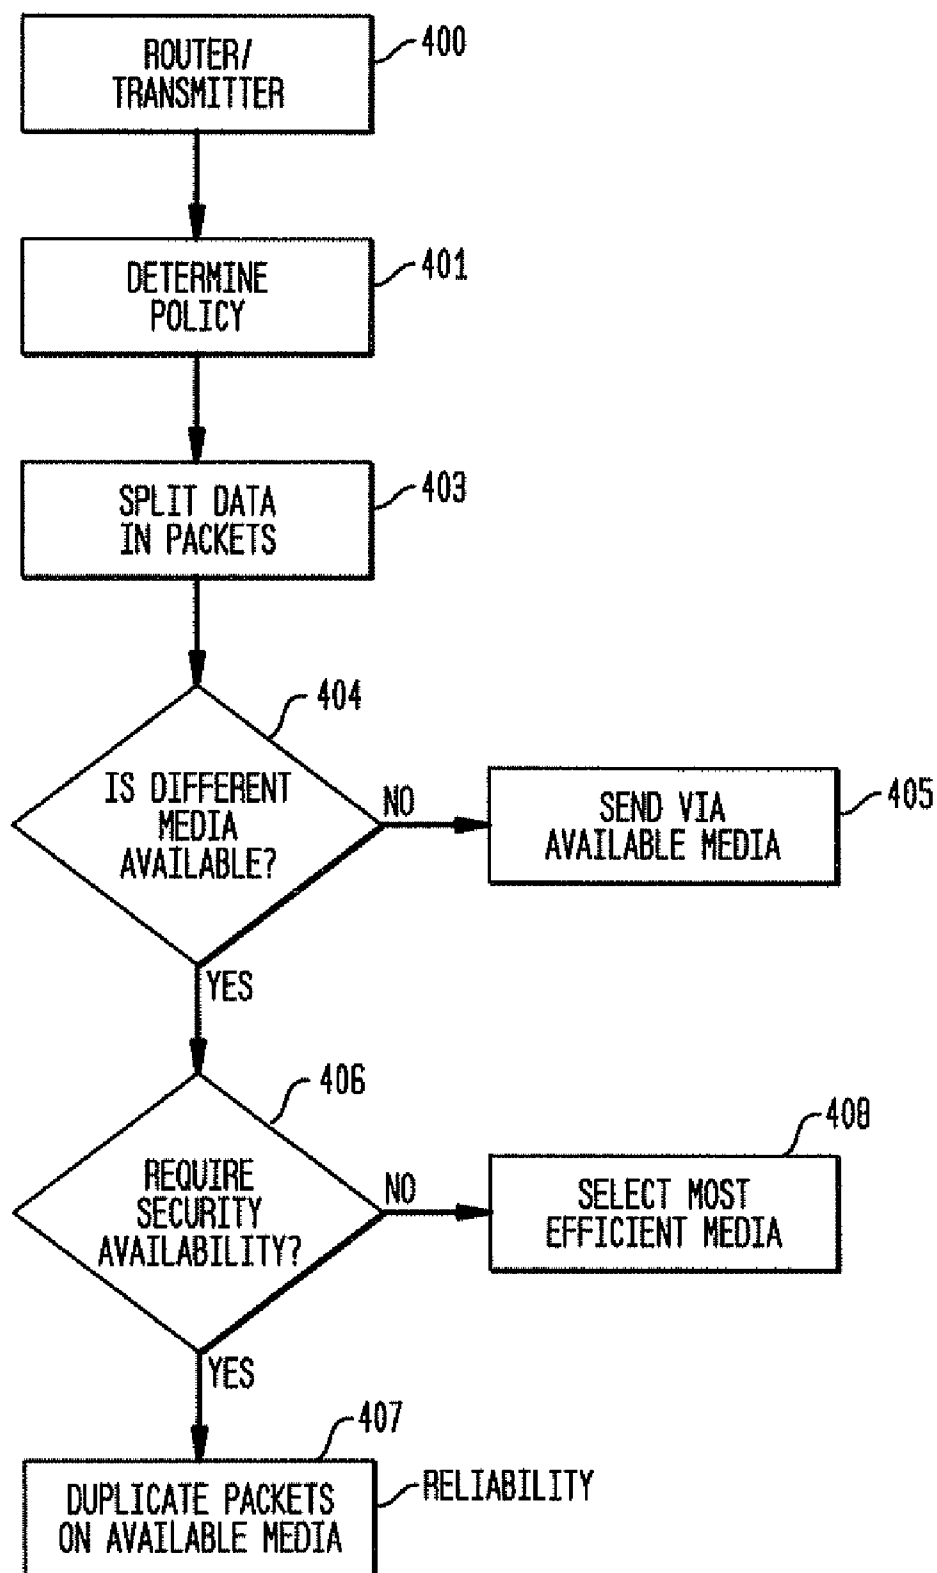 ROUTER/
TRANSMITTER
400
DETERMINE
POLICY
401
SPLIT DATA
IN PACKETS
403
404
IS DIFFERENT
MEDIA
AVAILABLE?
NO
SEND VIA
AVAILABLE MEDIA
405
YES
406
REQUIRE
SECURITY
AVAILABILITY?
NO
408
SELECT MOST
EFFICIENT MEDIA
YES
407
DUPLICATE PACKETS
ON AVAILABLE MEDIA
RELIABILITY